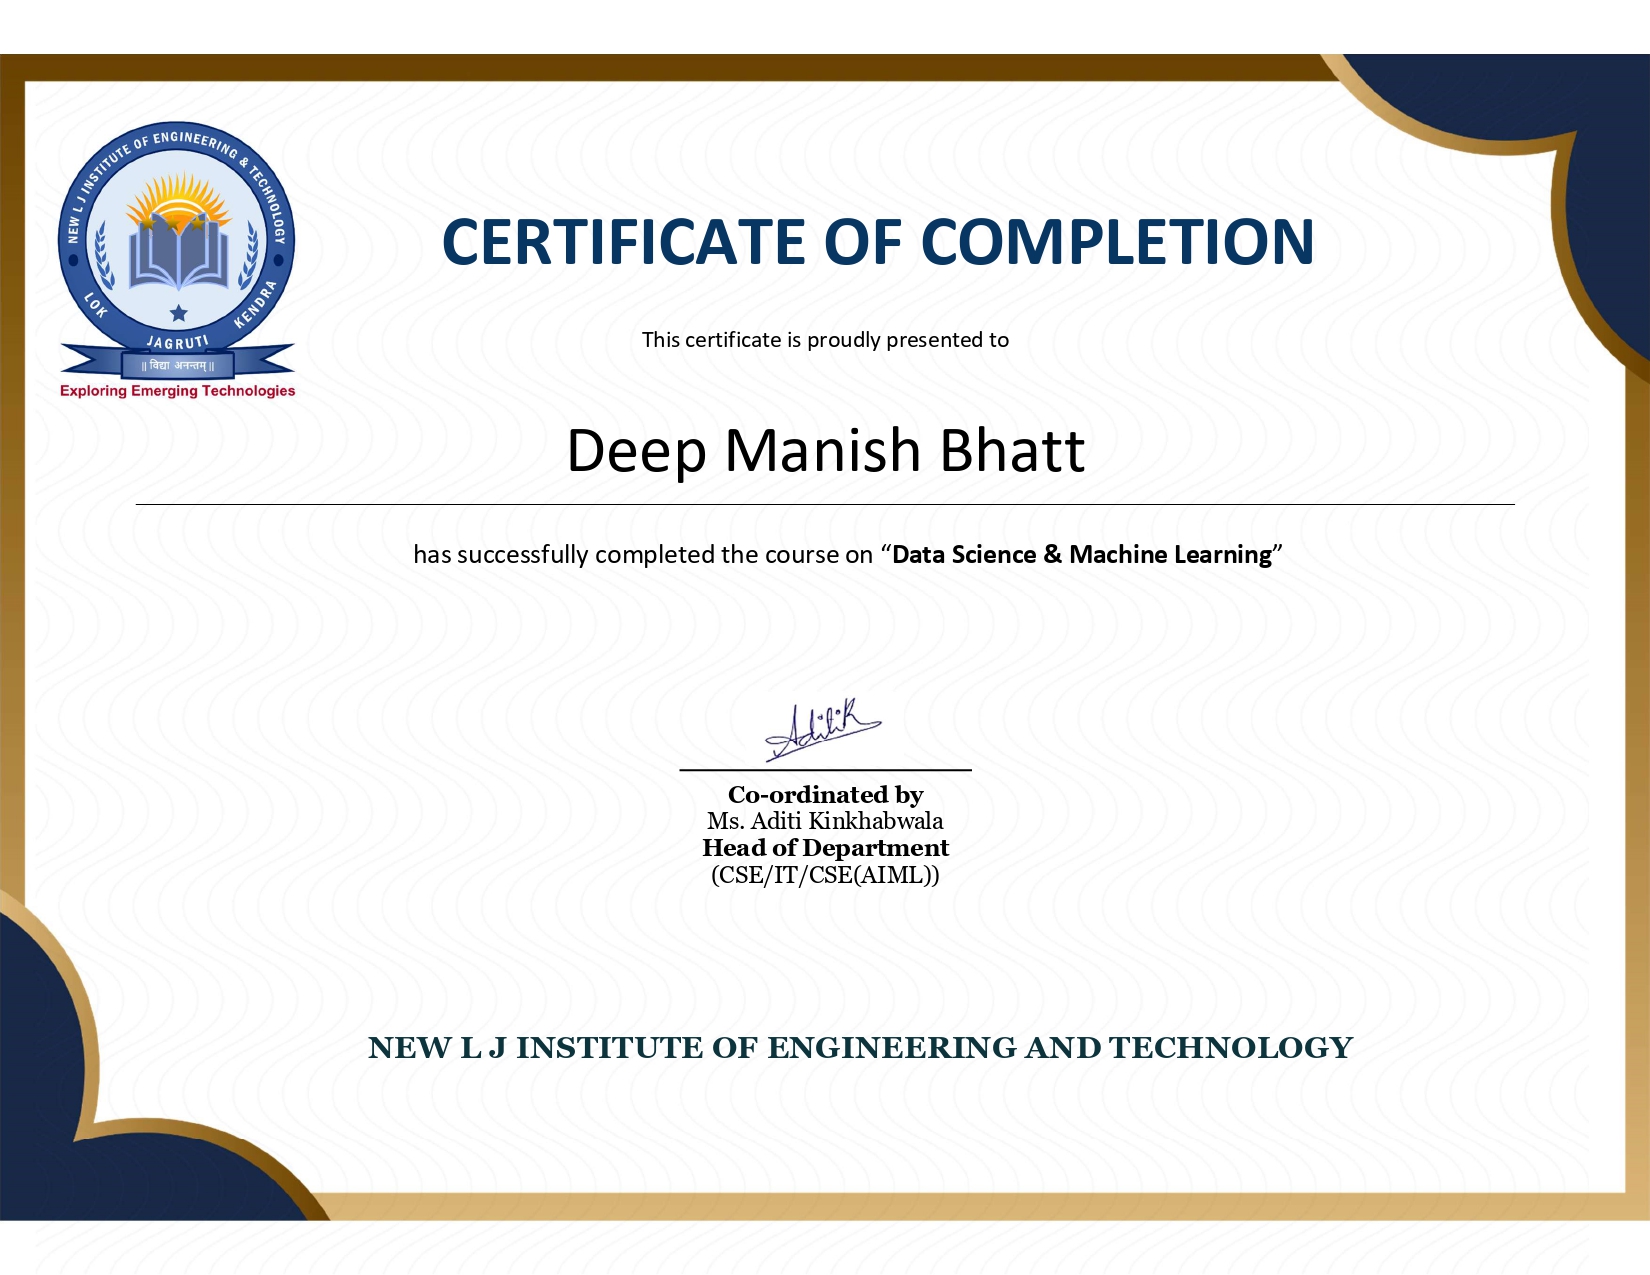 NEW L J INSTITUTE OF ENGINEERING & TECHNOLOGY
LOK JAGRUTI KENDRA
॥ विद्या अनन्तम् ॥
Exploring Emerging Technologies
CERTIFICATE OF COMPLETION
This certificate is proudly presented to
Deep Manish Bhatt
has successfully completed the course on “Data Science & Machine Learning”
AditiK
Co-ordinated by
Ms. Aditi Kinkhabwala
Head of Department
(CSE/IT/CSE(AIML))
NEW L J INSTITUTE OF ENGINEERING AND TECHNOLOGY